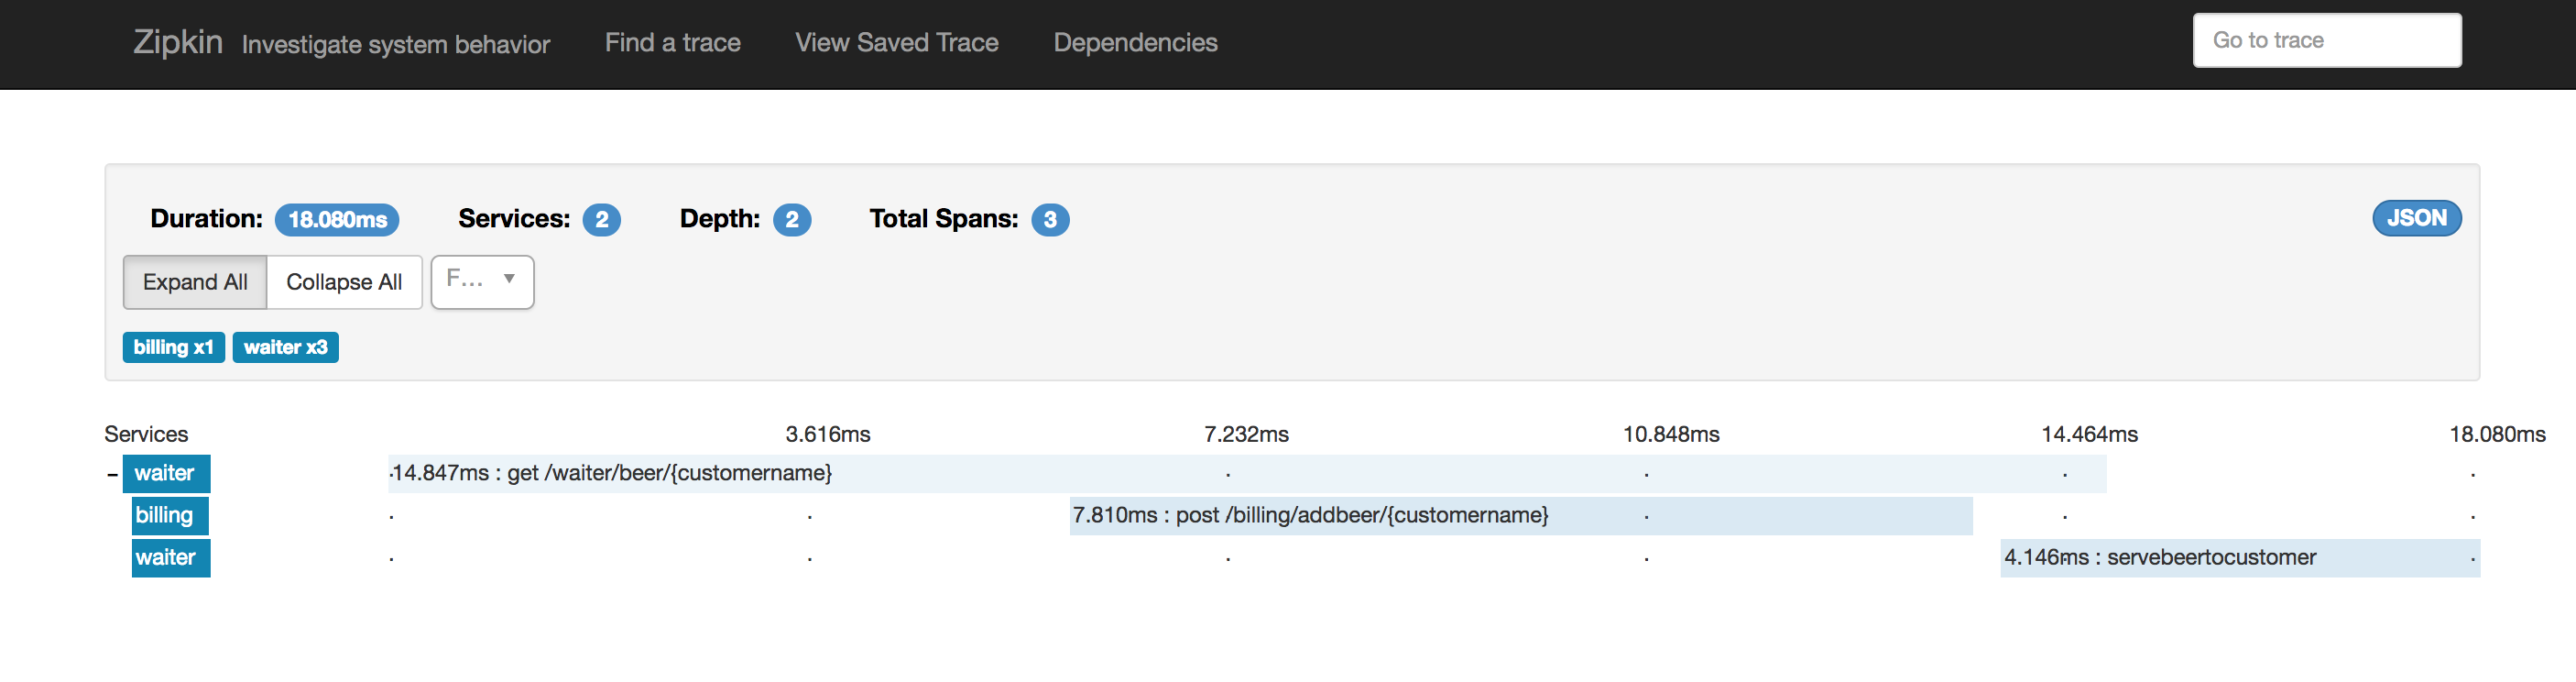 Zipkin Investigate system behavior Find a trace View Saved Trace Dependencies Go to trace
Duration: 18.080ms Services: 2 Depth: 2 Total Spans: 3 JSON
Expand All Collapse All F...
billing x1 waiter x3
Services 3.616ms 7.232ms 10.848ms 14.464ms 18.080ms
- waiter 14.847ms : get /waiter/beer/{customername}
billing 7.810ms : post /billing/addbeer/{customername}
waiter 4.146ms : servebeertocustomer